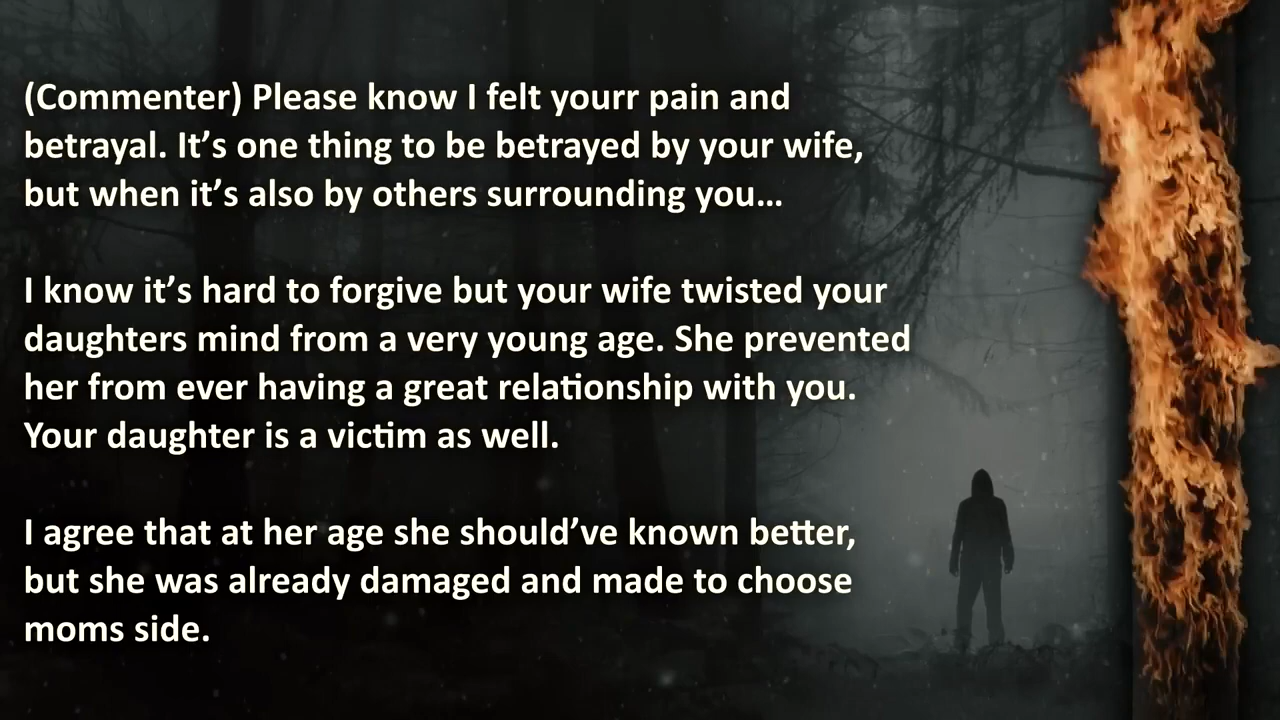 (Commenter) Please know I felt yourr pain and
betrayal. It’s one thing to be betrayed by your wife,
but when it’s also by others surrounding you…
I know it’s hard to forgive but your wife twisted your
daughters mind from a very young age. She prevented
her from ever having a great relationship with you.
Your daughter is a victim as well.
I agree that at her age she should’ve known better,
but she was already damaged and made to choose
moms side.